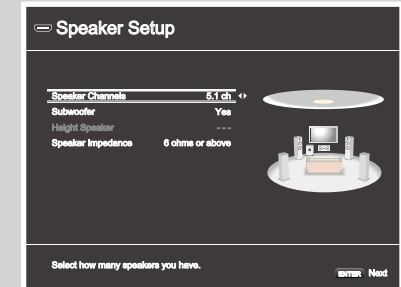 Speaker Setup
Speaker Channels 5.1 ch
Subwoofer Yes
Height Speaker ---
Speaker Impedance 6 ohms or above
Select how many speakers you have.
ENTER Next